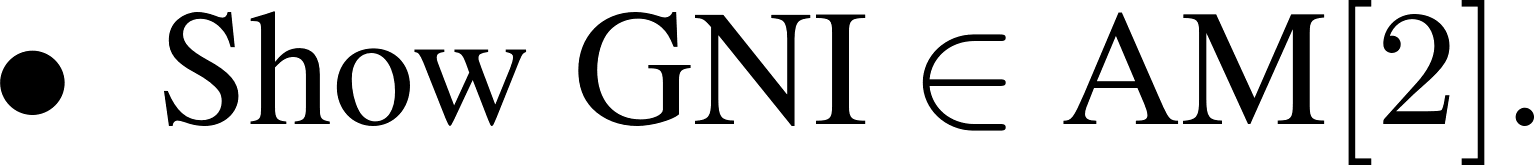 • Show GNI ∈ AM[2].